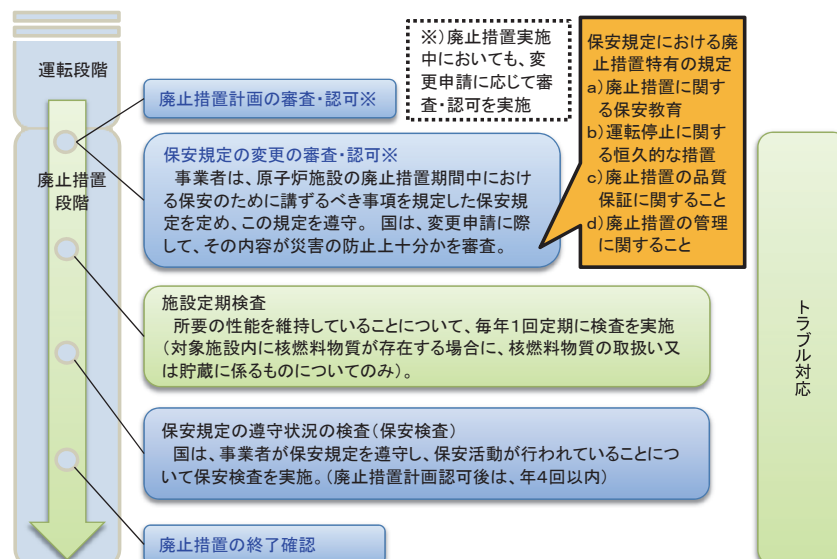 運転段階
廃止措置
段階
廃止措置計画の審査・認可※
※）廃止措置実施
中においても、変
更申請に応じて審
査・認可を実施
保安規定における廃
止措置特有の規定
a）廃止措置に関す
る保安教育
b）運転停止に関す
る恒久的な措置
c）廃止措置の品質
保証に関すること
d）廃止措置の管理
に関すること
保安規定の変更の審査・認可※
事業者は、原子炉施設の廃止措置期間中におけ
る保安のために講ずるべき事項を規定した保安規
定を定め、この規定を遵守。 国は、変更申請に際
して、その内容が災害の防止上十分かを審査。
施設定期検査
所要の性能を維持していることについて、毎年１回定期に検査を実施
（対象施設内に核燃料物質が存在する場合に、核燃料物質の取扱い又
は貯蔵に係るものについてのみ）。
保安規定の遵守状況の検査（保安検査）
国は、事業者が保安規定を遵守し、保安活動が行われていることにつ
いて保安検査を実施。（廃止措置計画認可後は、年４回以内）
廃止措置の終了確認
トラブル対応